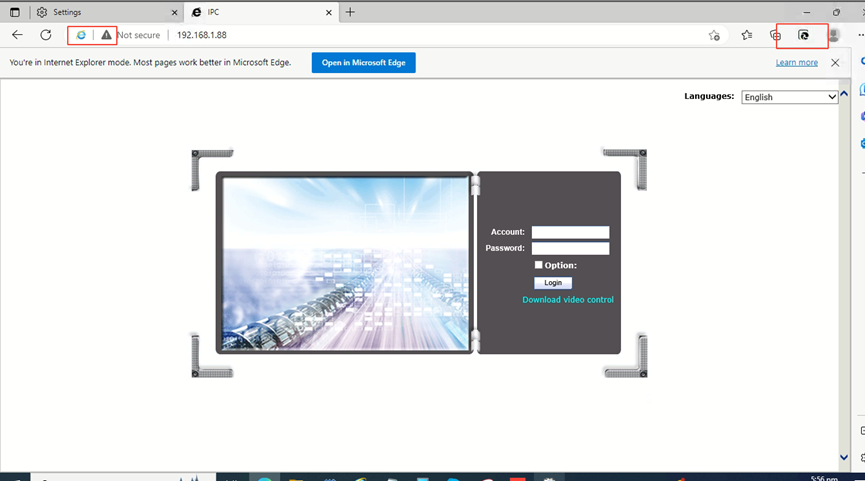 Settings
IPC
Not secure
192.168.1.88
You're in Internet Explorer mode. Most pages work better in Microsoft Edge.
Open in Microsoft Edge
Learn more
Languages:
English
Account:
Password:
Option:
Login
Download video control
5:56 pm